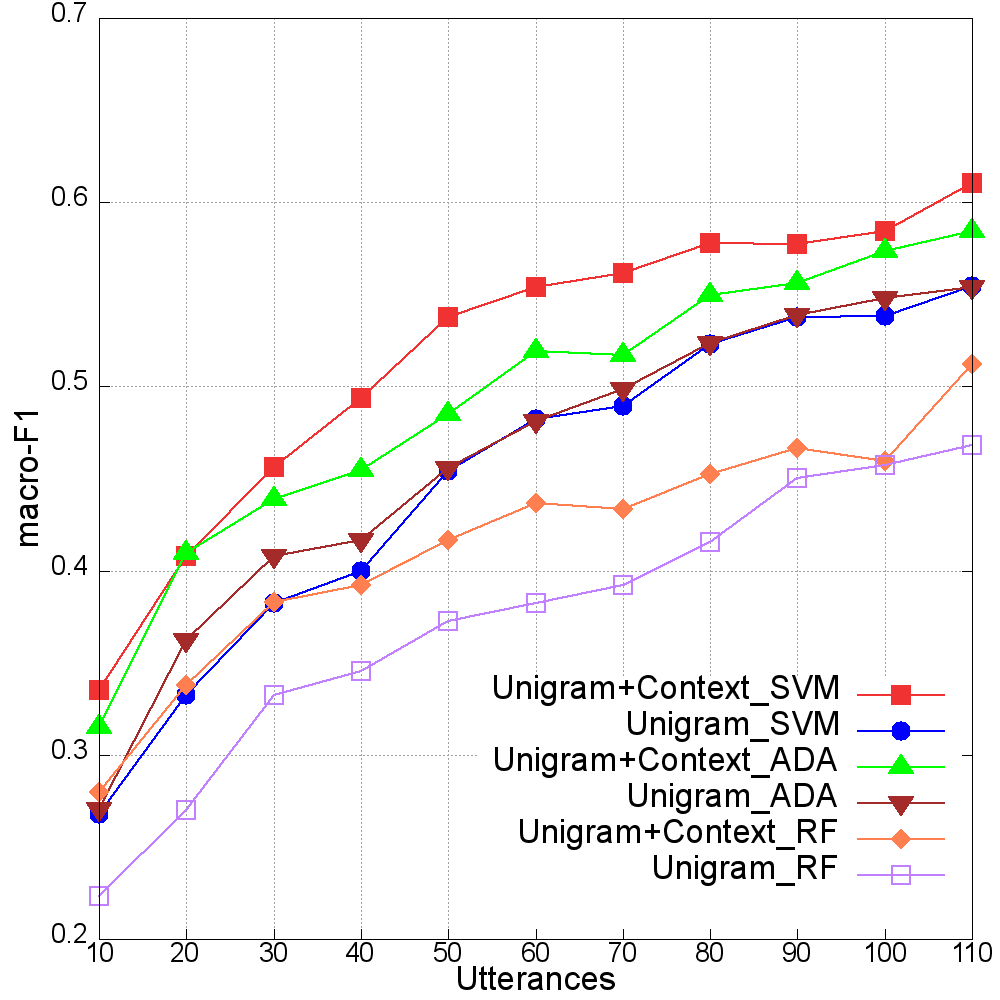 0.7
0.6
0.5
0.4
0.3
0.2
macro-F1
Unigram+Context_SVM
Unigram_SVM
Unigram+Context_ADA
Unigram_ADA
Unigram+Context_RF
Unigram_RF
10 20 30 40 50 60 70 80 90 100 110
Utterances